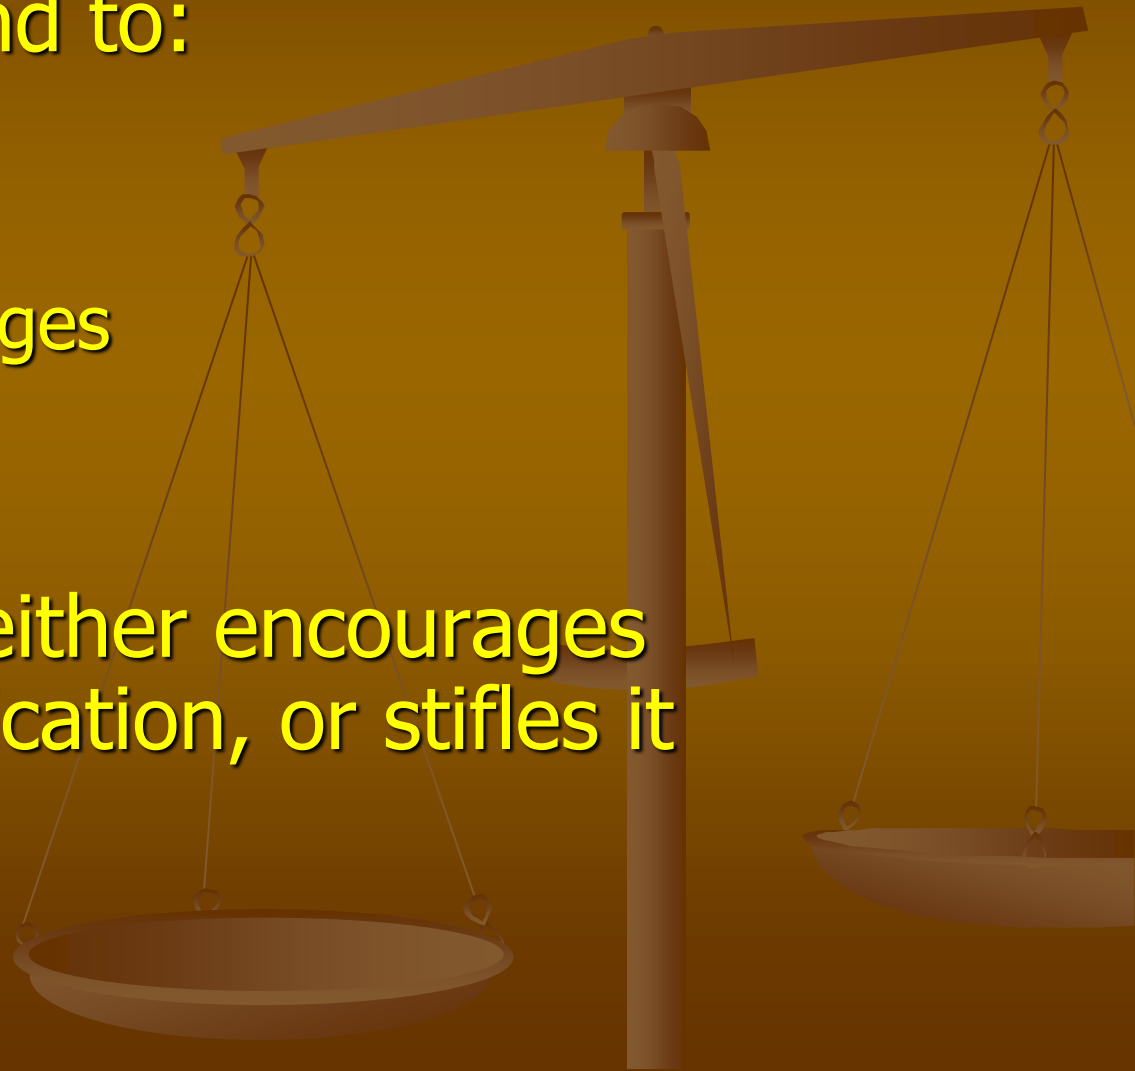 nd to:
ges
either encourages
cation, or stifles it